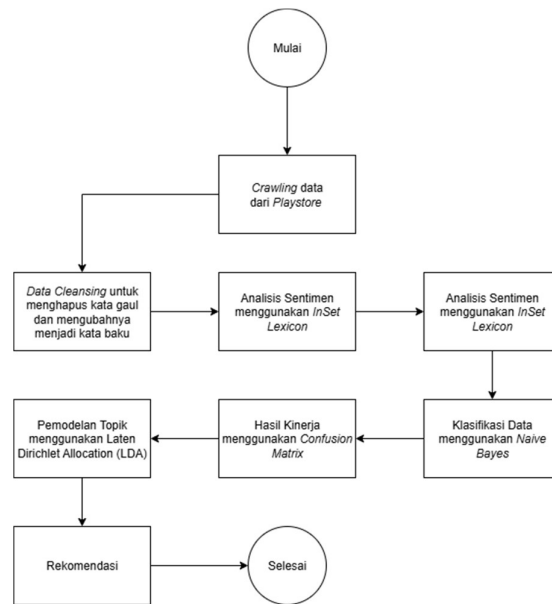 Mulai
Crawling data
dari Playstore
Data Cleansing untuk
menghapus kata gaul
dan mengubahnya
menjadi kata baku
Analisis Sentimen
menggunakan InSet
Lexicon
Analisis Sentimen
menggunakan InSet
Lexicon
Klasifikasi Data
menggunakan Naive
Bayes
Hasil Kinerja
menggunakan Confusion
Matrix
Pemodelan Topik
menggunakan Laten
Dirichlet Allocation (LDA)
Rekomendasi
Selesai